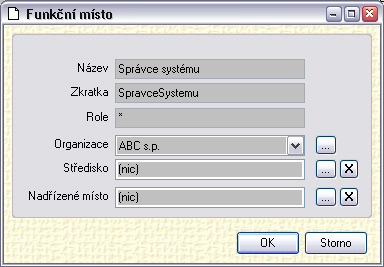 Funkční místo
Název Správce systému
Zkratka SpravceSystemu
Role *
Organizace ABC s.p. ...
Středisko (nic) ... X
Nadřízené místo (nic) ... X
OK Storno